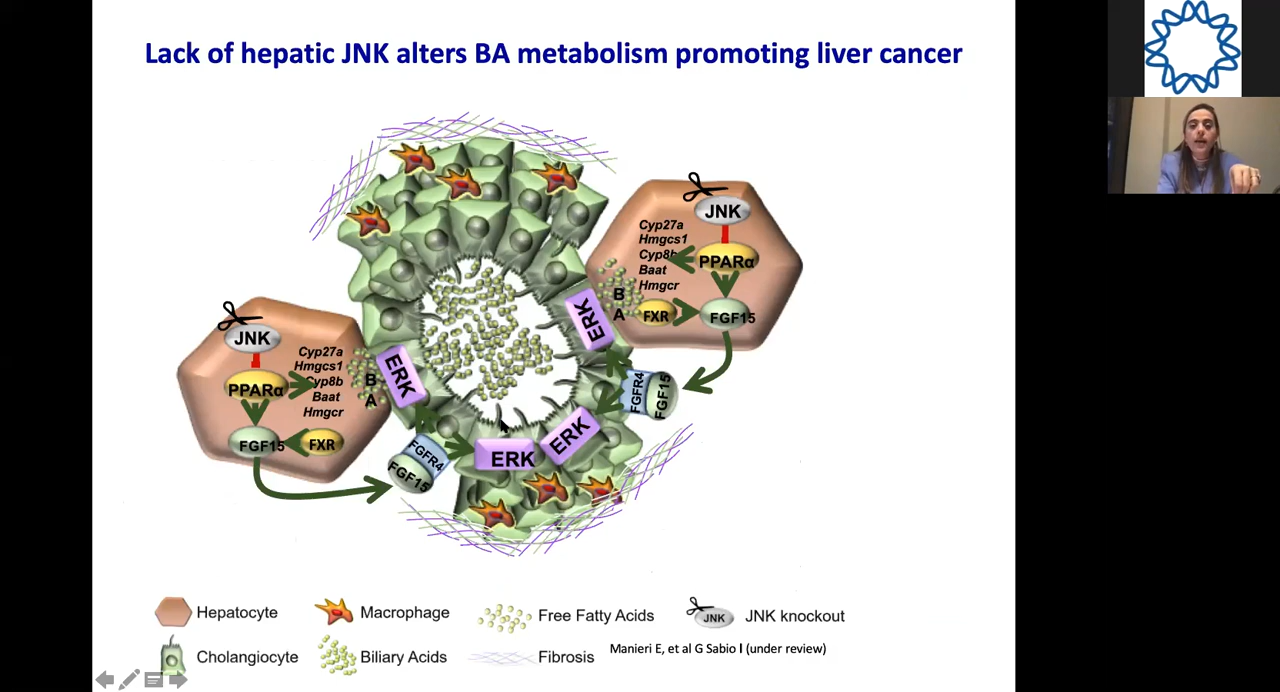 Lack of hepatic JNK alters BA metabolism promoting liver cancer
JNK
Cyp27a
Hmgcs1
PPARα
Cyp8b
Baat
Hmgcr
B
A
FXR
FGF15
ERK
FGFR4
FGF15
JNK
Cyp27a
Hmgcs1
PPARα
Cyp8b
Baat
Hmgcr
B
A
FGF15
FXR
ERK
FGFR4
FGF15
ERK
ERK
Hepatocyte
Macrophage
Free Fatty Acids
JNK
JNK knockout
Cholangiocyte
Biliary Acids
Fibrosis
Manieri E, et al G Sabio I (under review)